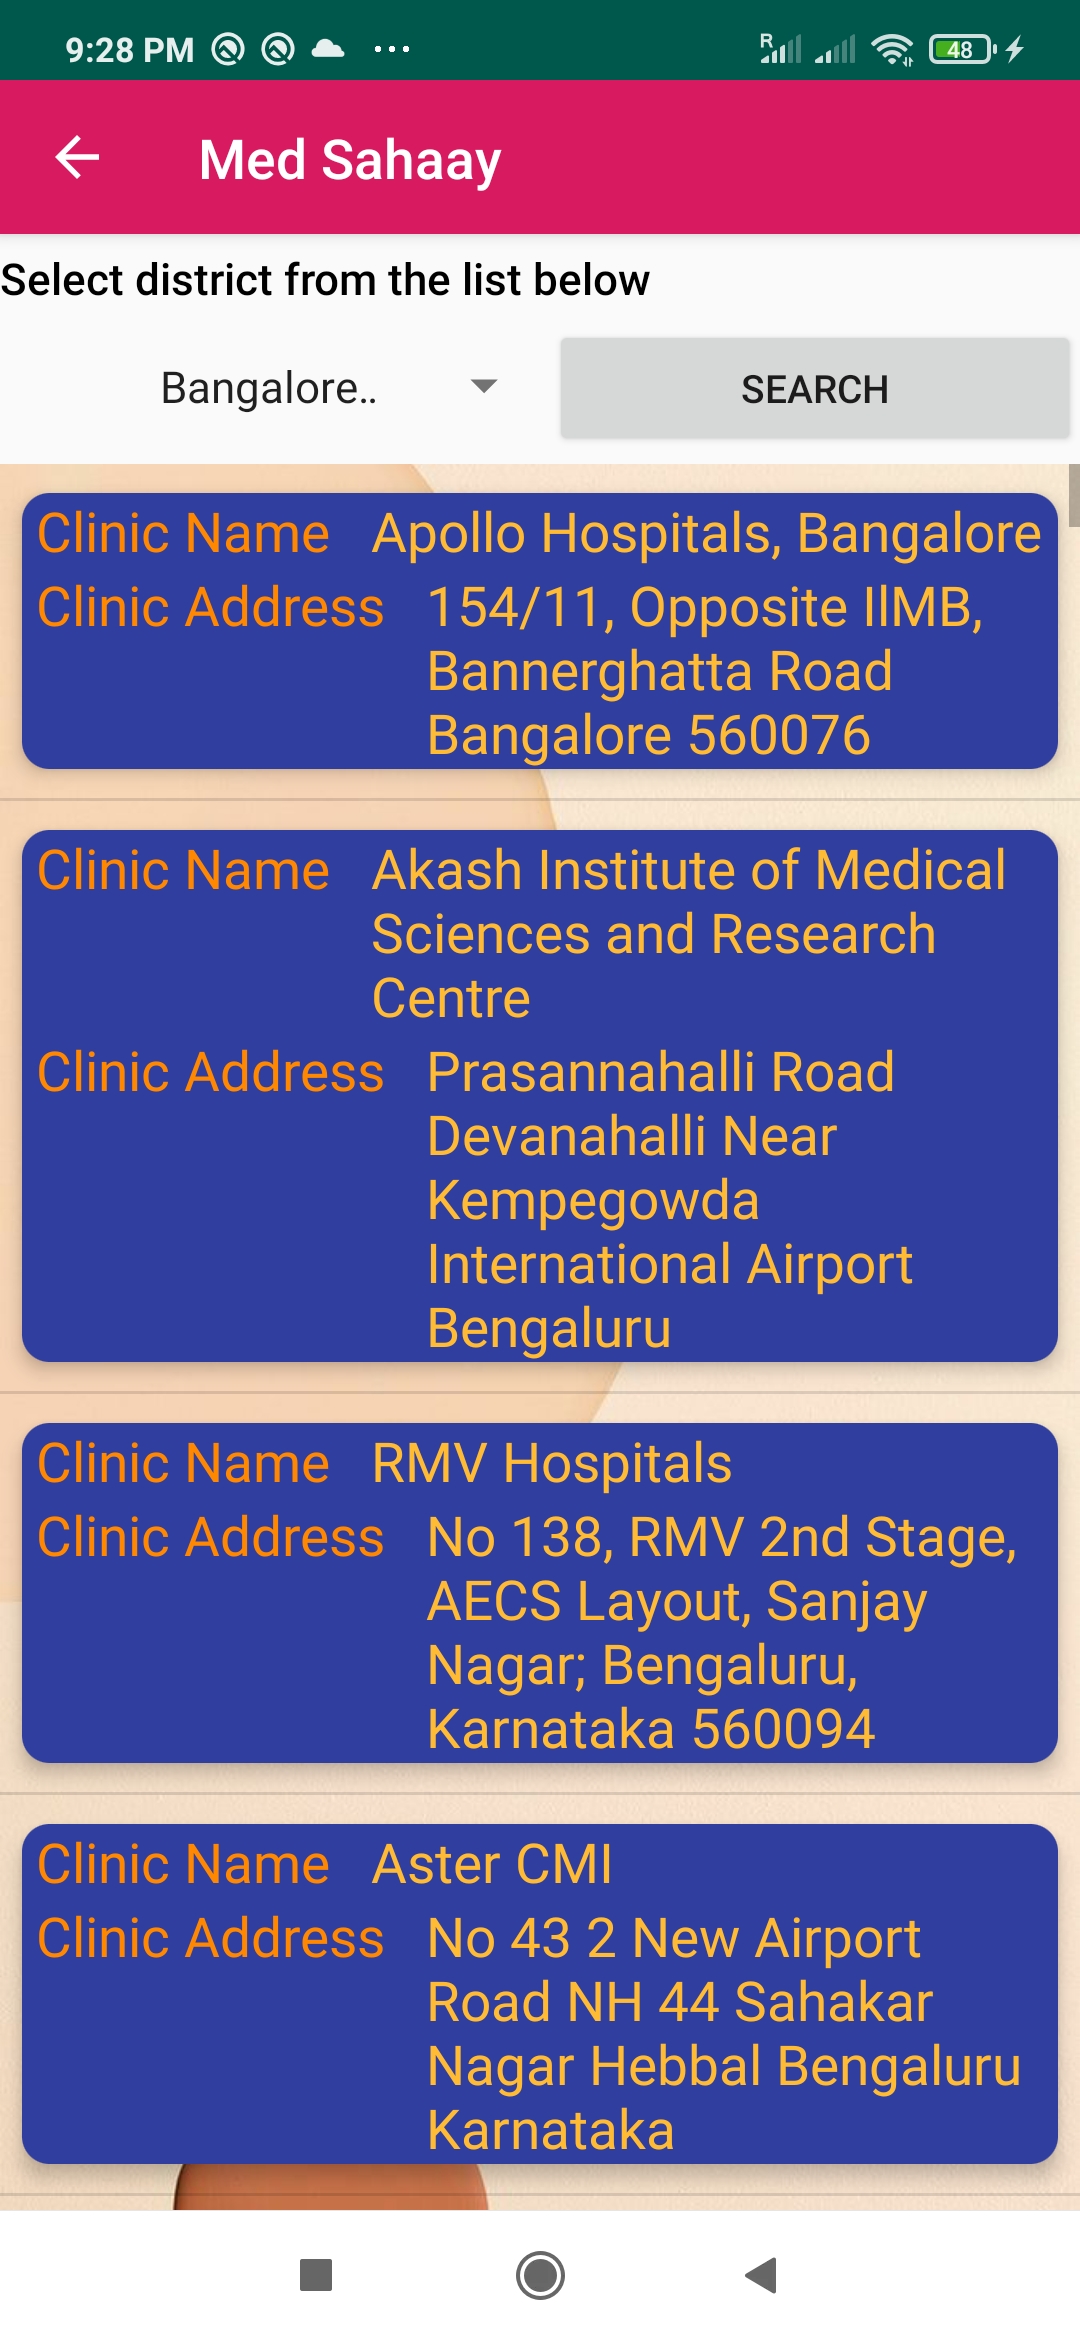 9:28 PM
R
48
Med Sahaay
Select district from the list below
Bangalore..
SEARCH
Clinic Name Apollo Hospitals, Bangalore
Clinic Address 154/11, Opposite IIMB,
Bannerghatta Road
Bangalore 560076
Clinic Name Akash Institute of Medical
Sciences and Research
Centre
Clinic Address Prasannahalli Road
Devanahalli Near
Kempegowda
International Airport
Bengaluru
Clinic Name RMV Hospitals
Clinic Address No 138, RMV 2nd Stage,
AECS Layout, Sanjay
Nagar; Bengaluru,
Karnataka 560094
Clinic Name Aster CMI
Clinic Address No 43 2 New Airport
Road NH 44 Sahakar
Nagar Hebbal Bengaluru
Karnataka